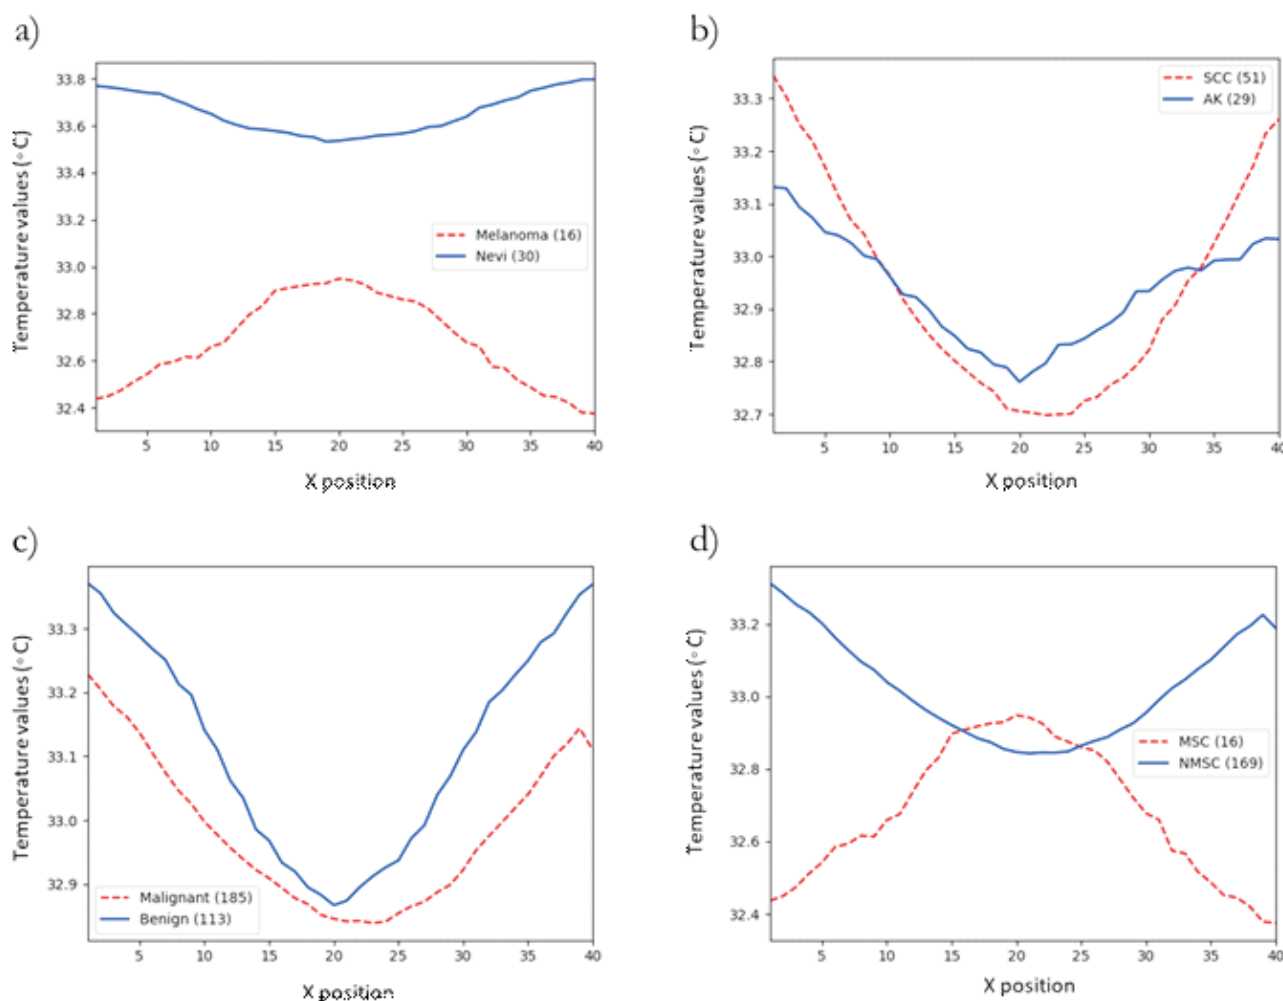 a)
33.8
33.6
33.4
33.2
33.0
32.8
32.6
32.4
Temperature values (°C)
Melanoma (16)
Nevi (30)
5 10 15 20 25 30 35 40
X position
b)
33.3
33.2
33.1
33.0
32.9
32.8
32.7
Temperature values (°C)
SCC (51)
AK (29)
5 10 15 20 25 30 35 40
X position
c)
33.3
33.2
33.1
33.0
32.9
Temperature values (°C)
Malignant (185)
Benign (113)
5 10 15 20 25 30 35 40
X position
d)
33.2
33.0
32.8
32.6
32.4
Temperature values (°C)
MSC (16)
NMSC (169)
5 10 15 20 25 30 35 40
X position